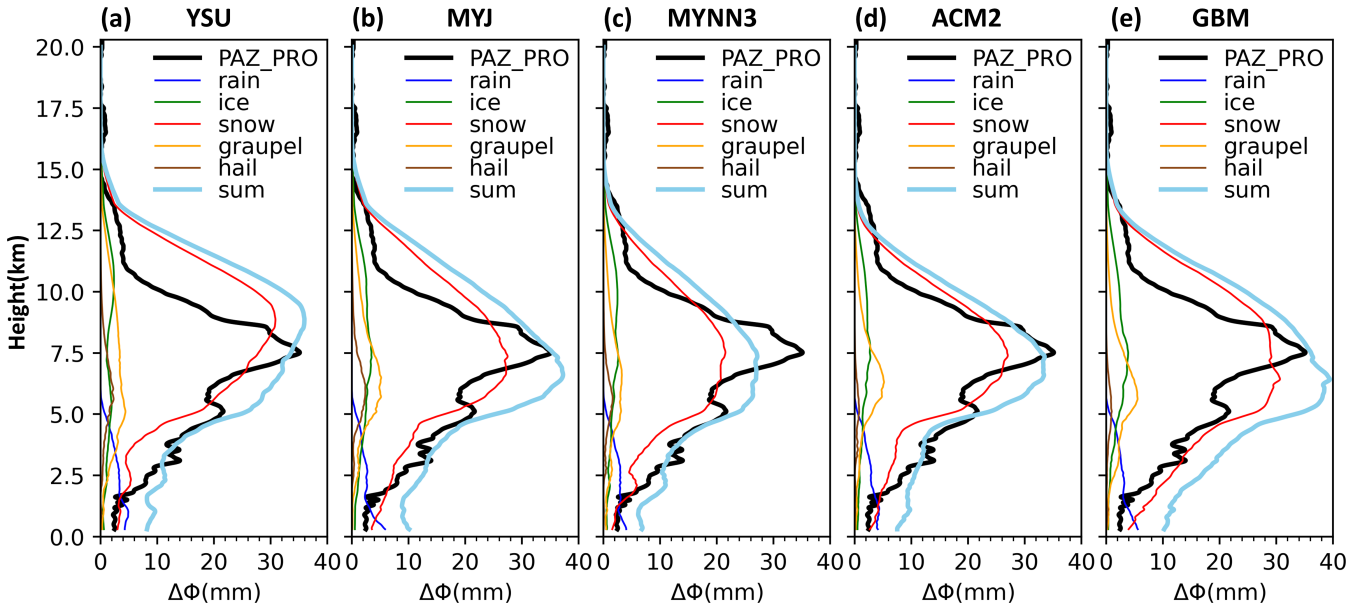 (a) YSU
(b) MYJ
(c) MYNN3
(d) ACM2
(e) GBM
Height(km)
20.0
17.5
15.0
12.5
10.0
7.5
5.0
2.5
0.0
PAZ_PRO
rain
ice
snow
graupel
hail
sum
PAZ_PRO
rain
ice
snow
graupel
hail
sum
PAZ_PRO
rain
ice
snow
graupel
hail
sum
PAZ_PRO
rain
ice
snow
graupel
hail
sum
PAZ_PRO
rain
ice
snow
graupel
hail
sum
0 10 20 30 40
0 10 20 30 40
0 10 20 30 40
0 10 20 30 40
0 10 20 30 40
ΔΦ(mm)
ΔΦ(mm)
ΔΦ(mm)
ΔΦ(mm)
ΔΦ(mm)